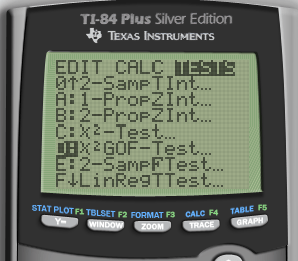 TI-84 Plus Silver Edition
TEXAS INSTRUMENTS
EDIT CALC TESTS
0↑2-SampTInt…
A:1-PropZInt…
B:2-PropZInt…
C:χ²-Test…
D:χ²GOF-Test…
E:2-SampFTest…
F↓LinRegTTest…
STAT PLOT F1 TBLSET F2 FORMAT F3 CALC F4 TABLE F5
Y= WINDOW ZOOM TRACE GRAPH